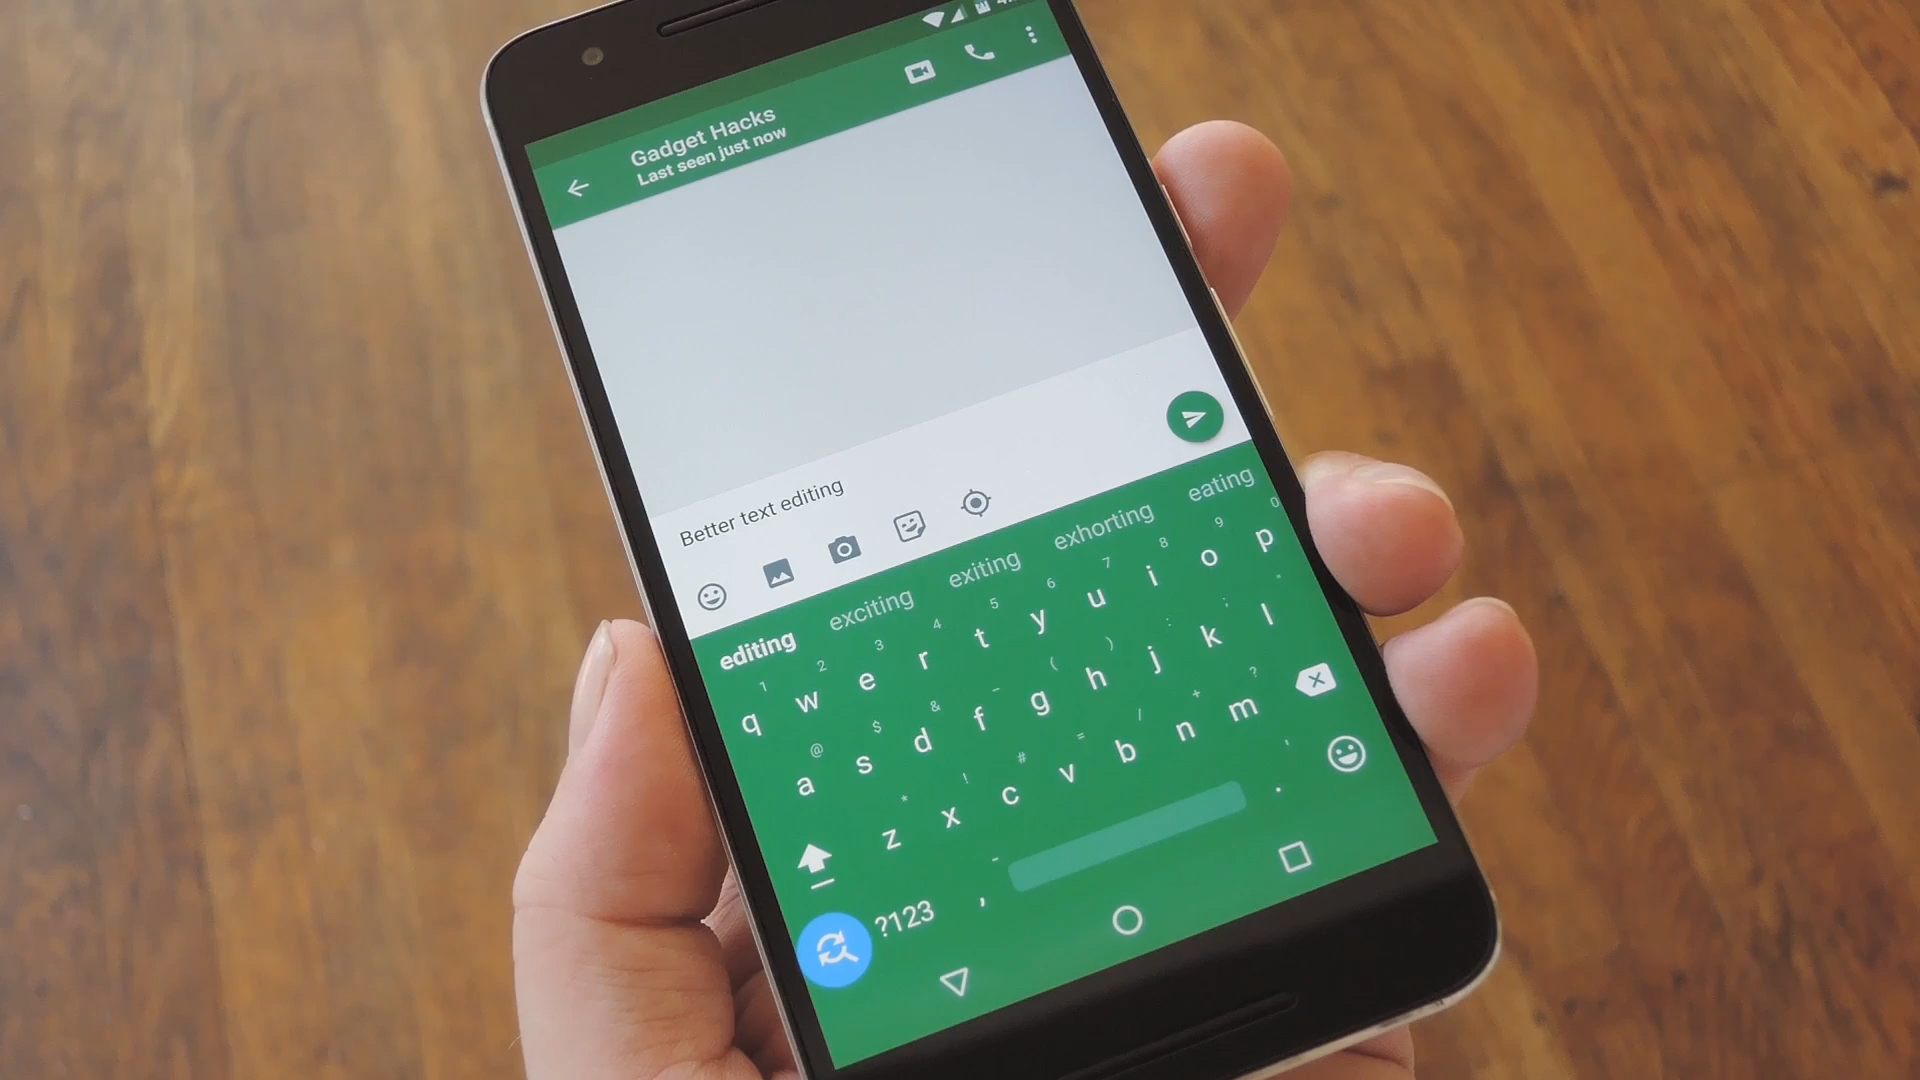 Gadget Hacks
Last seen just now
Better text editing
editing exciting exiting exhorting eating
1 2 3 4 5 6 7 8 9 0
q w e r t y u i o p
@ $ & - ( ) : ;
a s d f g h j k l
* ! # = / + ?
z x c v b n m
?123 , .